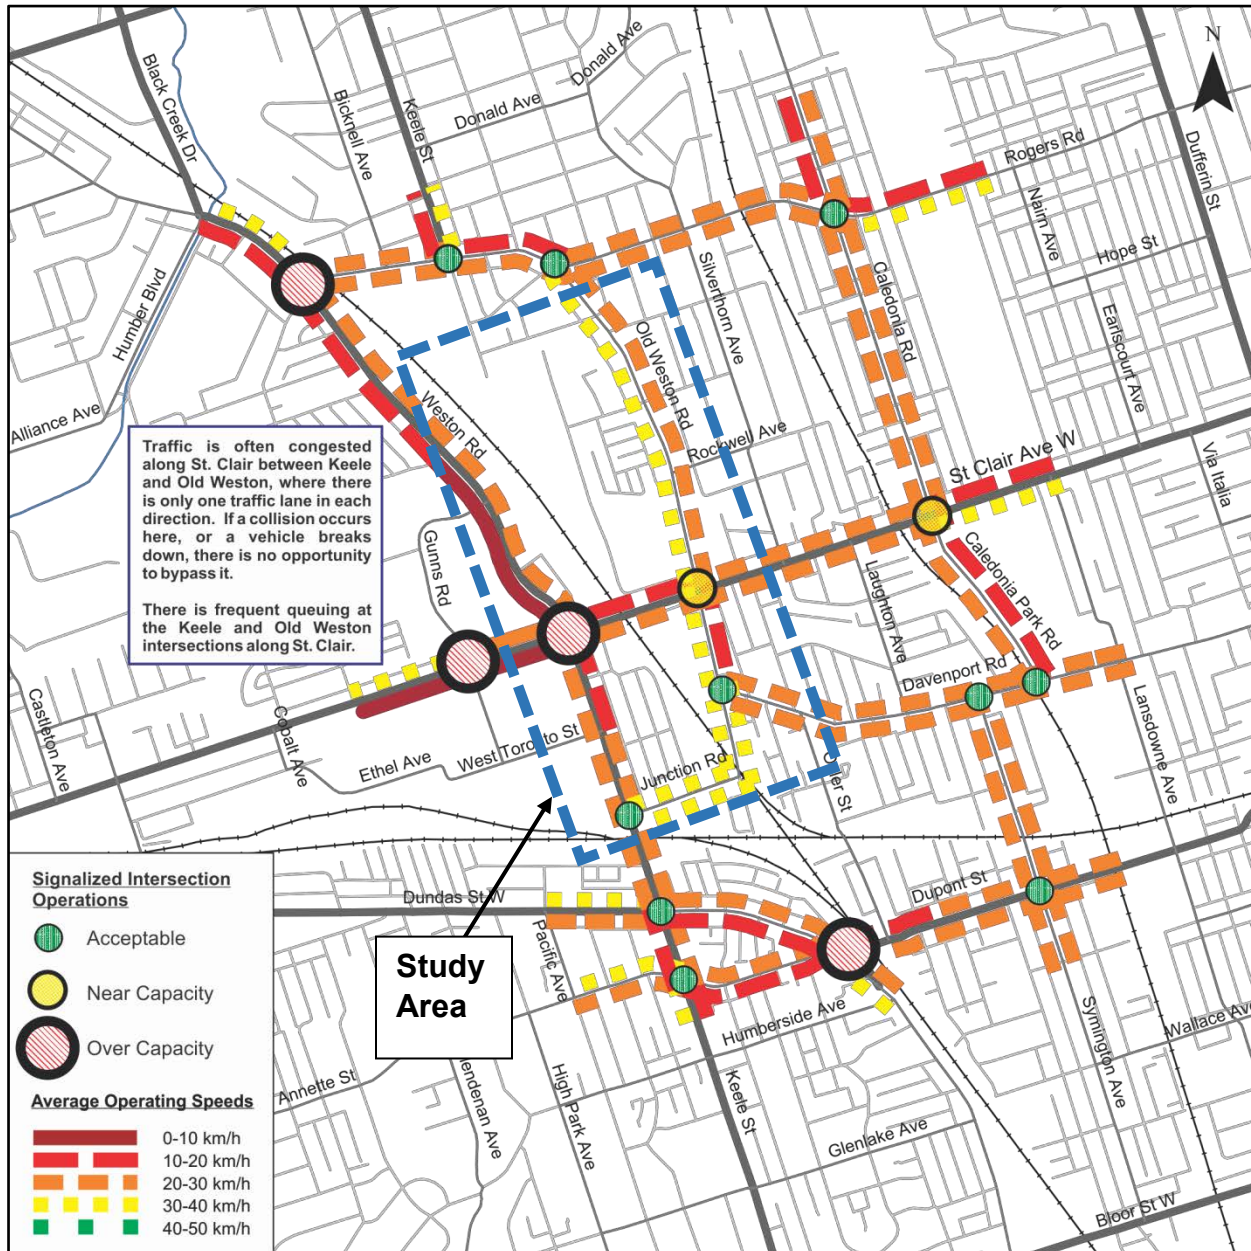 N
Black Creek Dr
Bicknell Ave
Keele St
Donald Ave
Donald Ave
Dufferin St
Rogers Rd
Nairn Ave
Hope St
Silverthorn Ave
Caledonia Rd
Earlscourt Ave
Humber Blvd
Old Weston Rd
Alliance Ave
Weston Rd
Rockwell Ave
St Clair Ave W
Via Italia
Traffic is often congested
along St. Clair between Keele
and Old Weston, where there
is only one traffic lane in each
direction. If a collision occurs
here, or a vehicle breaks
down, there is no opportunity
to bypass it.
There is frequent queuing at
the Keele and Old Weston
intersections along St. Clair.
Gunns Rd
Laughton Ave
Caledonia Park Rd
Davenport Rd
Castleton Ave
Cobalt Ave
Ethel Ave
West Toronto St
Junction Rd
Lansdowne Ave
Dundas St W
Dupont St
Pacific Ave
Study
Area
Humberside Ave
Symington Ave
Wallace Ave
Annette St
High Park Ave
Keele St
Glenlake Ave
Bloor St W
Signalized Intersection
Operations
Acceptable
Near Capacity
Over Capacity
Average Operating Speeds
0-10 km/h
10-20 km/h
20-30 km/h
30-40 km/h
40-50 km/h